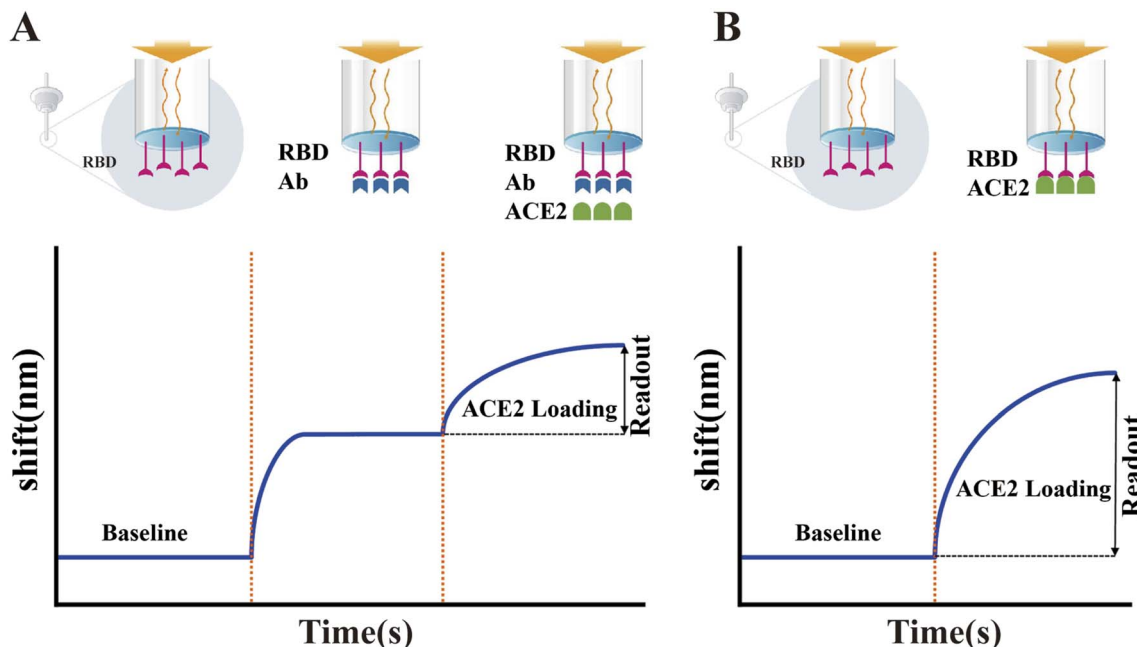 A
RBD
RBD
Ab
RBD
Ab
ACE2
shift(nm)
Baseline
ACE2 Loading
Readout
Time(s)
B
RBD
RBD
ACE2
shift(nm)
Baseline
ACE2 Loading
Readout
Time(s)